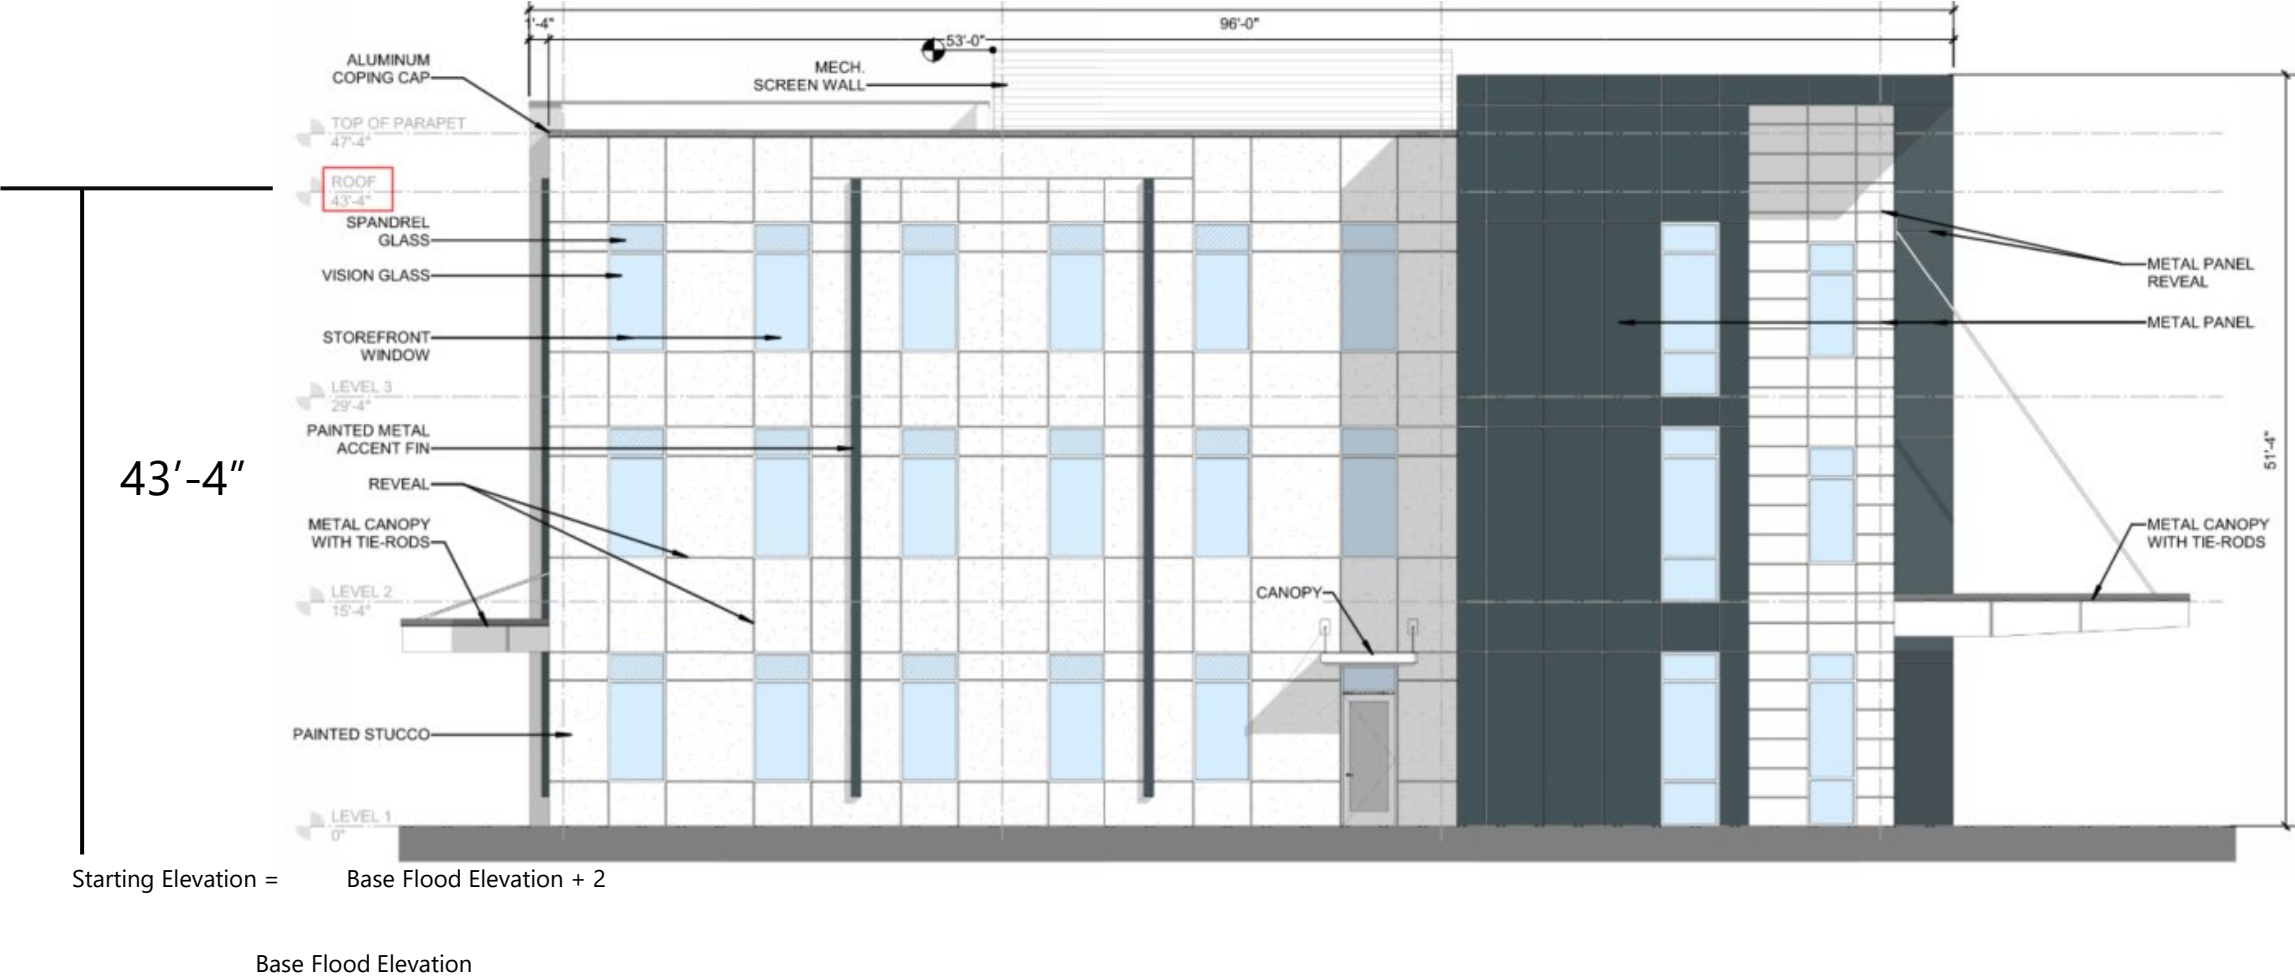 1'-4"
96'-0"
53'-0"
ALUMINUM
COPING CAP
MECH.
SCREEN WALL
TOP OF PARAPET
47'-4"
ROOF
43'-4"
SPANDREL
GLASS
VISION GLASS
STOREFRONT
WINDOW
LEVEL 3
29'-4"
PAINTED METAL
ACCENT FIN
REVEAL
METAL CANOPY
WITH TIE-RODS
LEVEL 2
15'-4"
PAINTED STUCCO
LEVEL 1
0"
CANOPY
METAL PANEL
REVEAL
METAL PANEL
51'-4"
METAL CANOPY
WITH TIE-RODS
43’-4”
Starting Elevation = Base Flood Elevation + 2
Base Flood Elevation